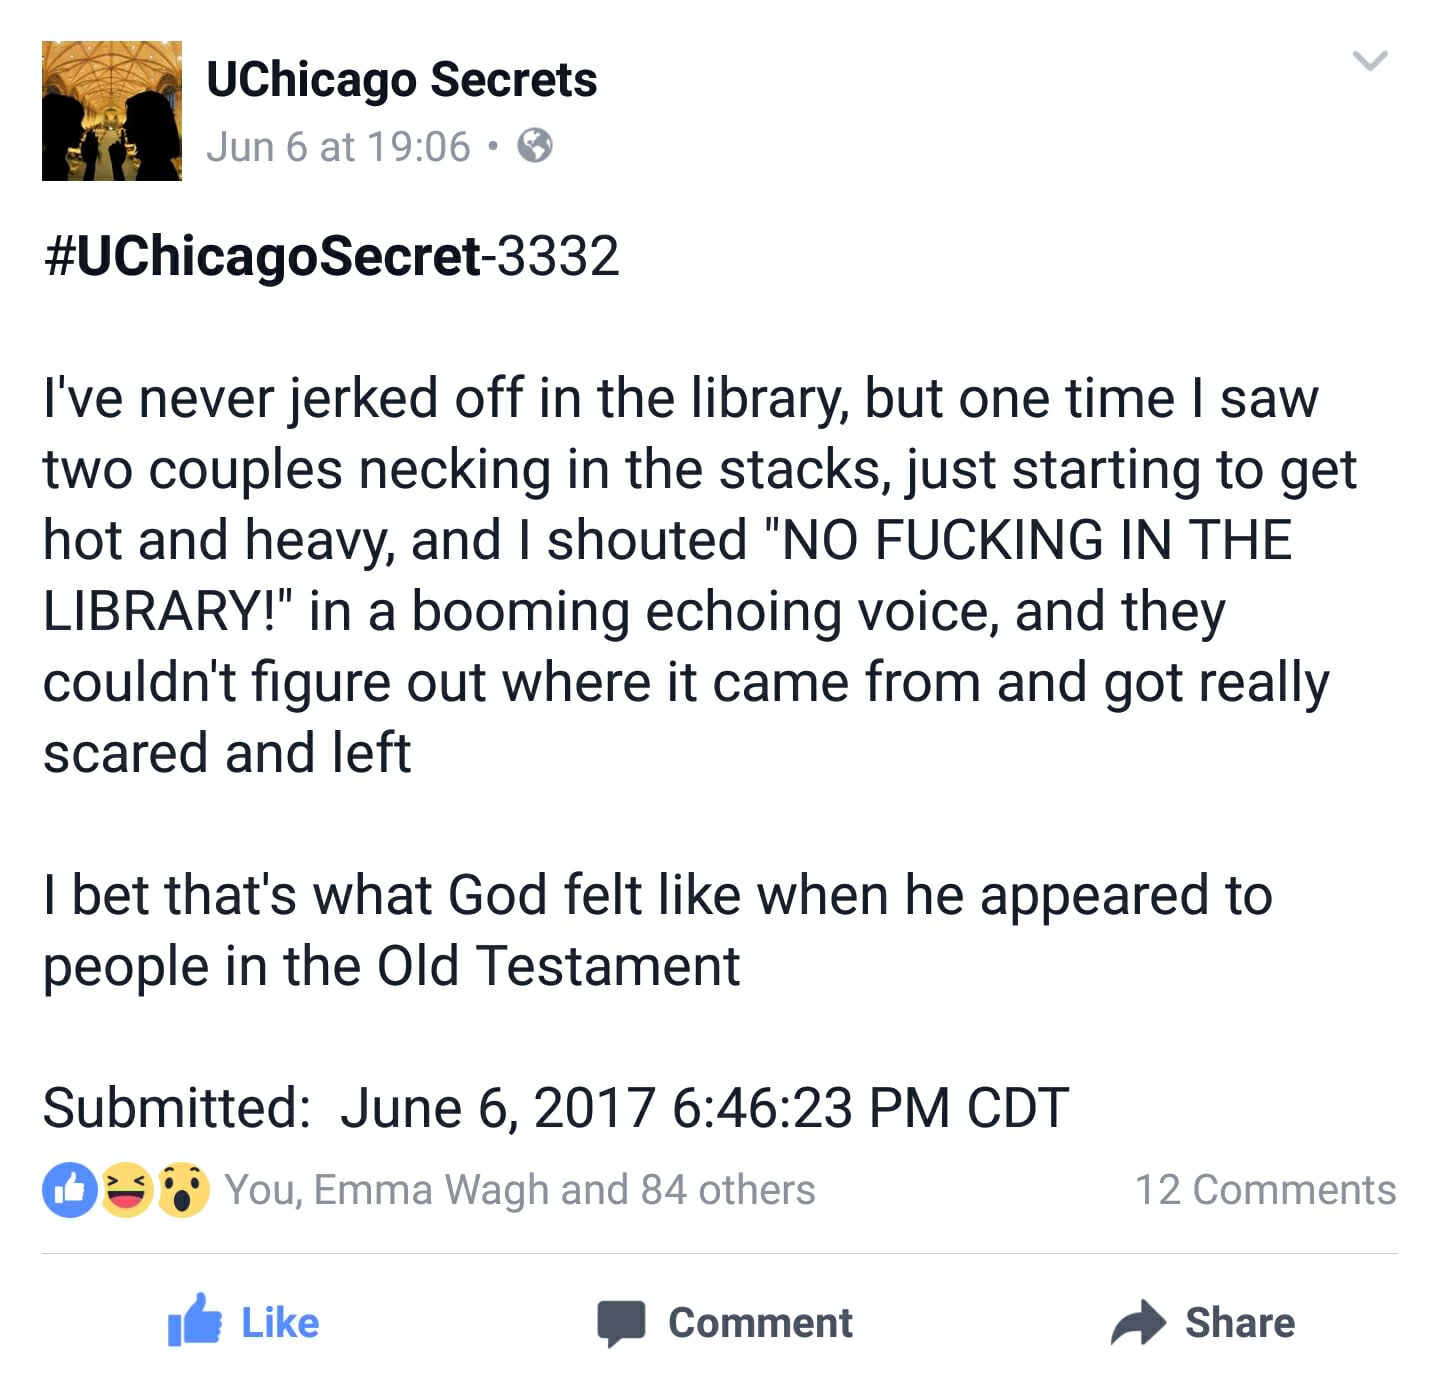 UChicago Secrets
Jun 6 at 19:06 •
#UChicagoSecret-3332
I've never jerked off in the library, but one time I saw
two couples necking in the stacks, just starting to get
hot and heavy, and I shouted "NO FUCKING IN THE
LIBRARY!" in a booming echoing voice, and they
couldn't figure out where it came from and got really
scared and left
I bet that's what God felt like when he appeared to
people in the Old Testament
Submitted:  June 6, 2017 6:46:23 PM CDT
You, Emma Wagh and 84 others 12 Comments
Like Comment Share